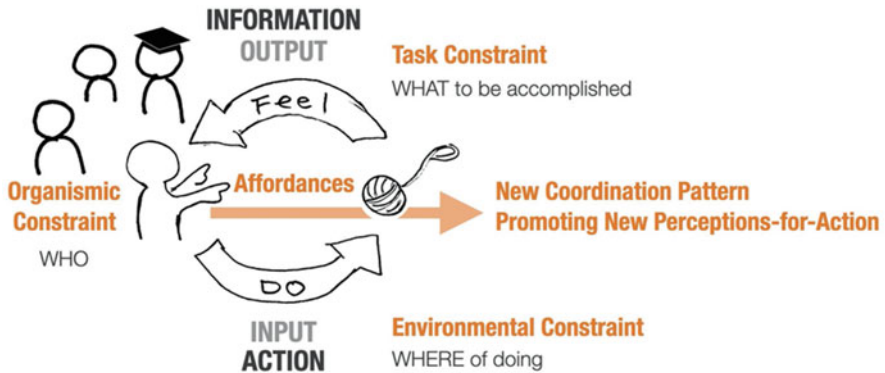 INFORMATION
OUTPUT
Feel
Task Constraint
WHAT to be accomplished
Organismic
Constraint
WHO
Affordances
New Coordination Pattern
Promoting New Perceptions-for-Action
DO
INPUT
ACTION
Environmental Constraint
WHERE of doing